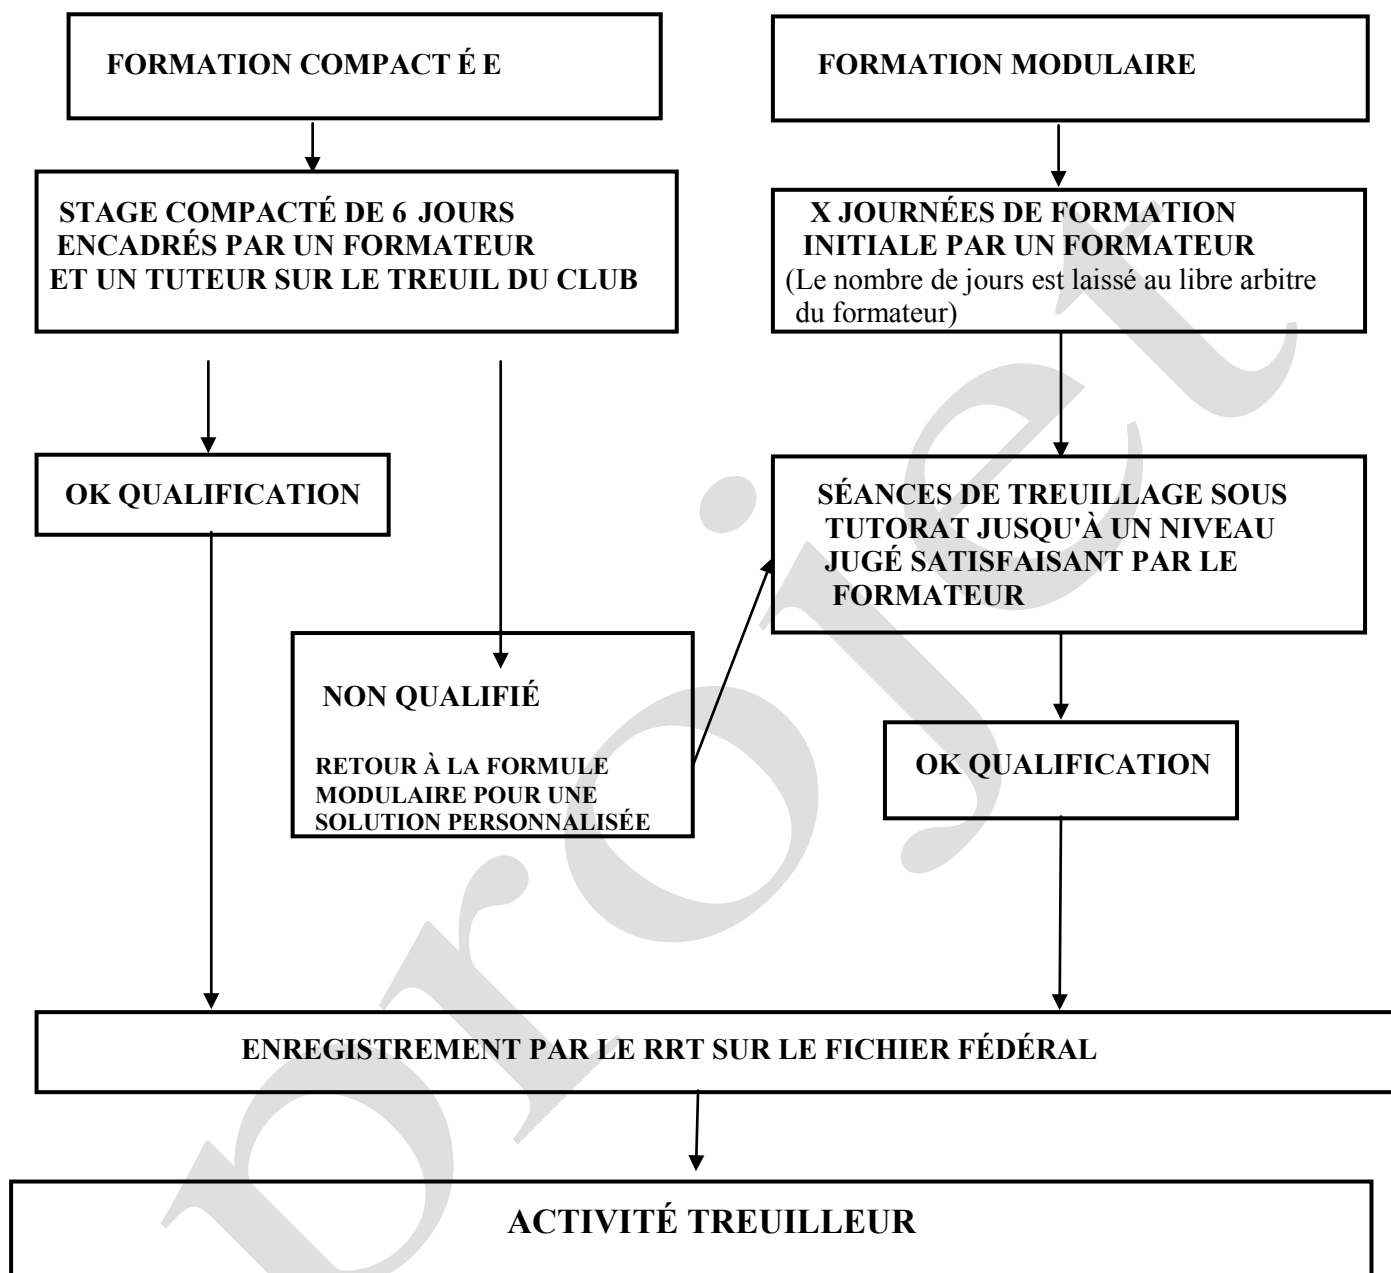 FORMATION COMPACT É E
FORMATION MODULAIRE
STAGE COMPACTÉ DE 6 JOURS
ENCADRÉS PAR UN FORMATEUR
ET UN TUTEUR SUR LE TREUIL DU CLUB
X JOURNÉES DE FORMATION
INITIALE PAR UN FORMATEUR
(Le nombre de jours est laissé au libre arbitre
du formateur)
OK QUALIFICATION
SÉANCES DE TREUILLAGE SOUS
TUTORAT JUSQU'À UN NIVEAU
JUGÉ SATISFAISANT PAR LE
FORMATEUR
NON QUALIFIÉ
RETOUR À LA FORMULE
MODULAIRE POUR UNE
SOLUTION PERSONNALISÉE
OK QUALIFICATION
ENREGISTREMENT PAR LE RRT SUR LE FICHIER FÉDÉRAL
ACTIVITÉ TREUILLEUR
projet